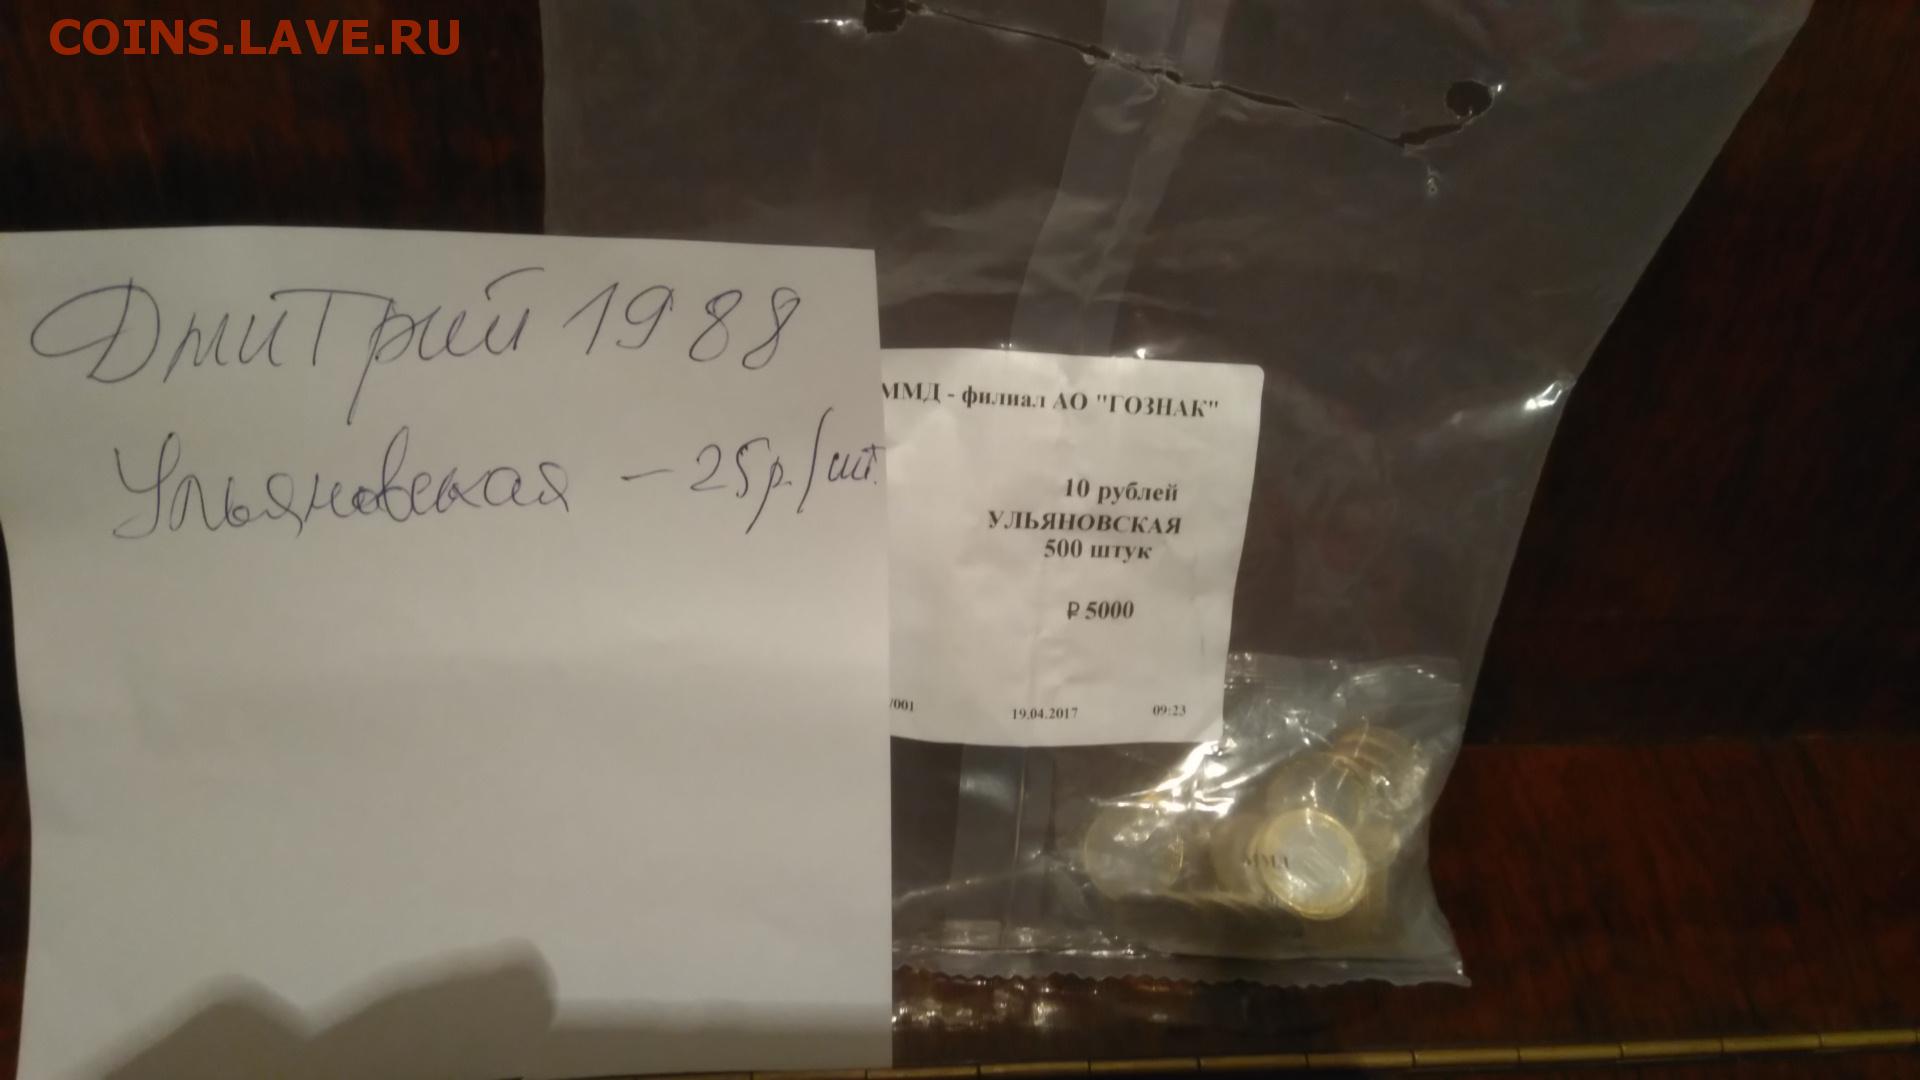 COINS.LAVE.RU
Дмитрий 1988
Ульяновская – 25р./шт.
ММД - филиал АО "ГОЗНАК"
10 рублей
УЛЬЯНОВСКАЯ
500 штук
₽ 5000
/001 19.04.2017 09:23
ММД